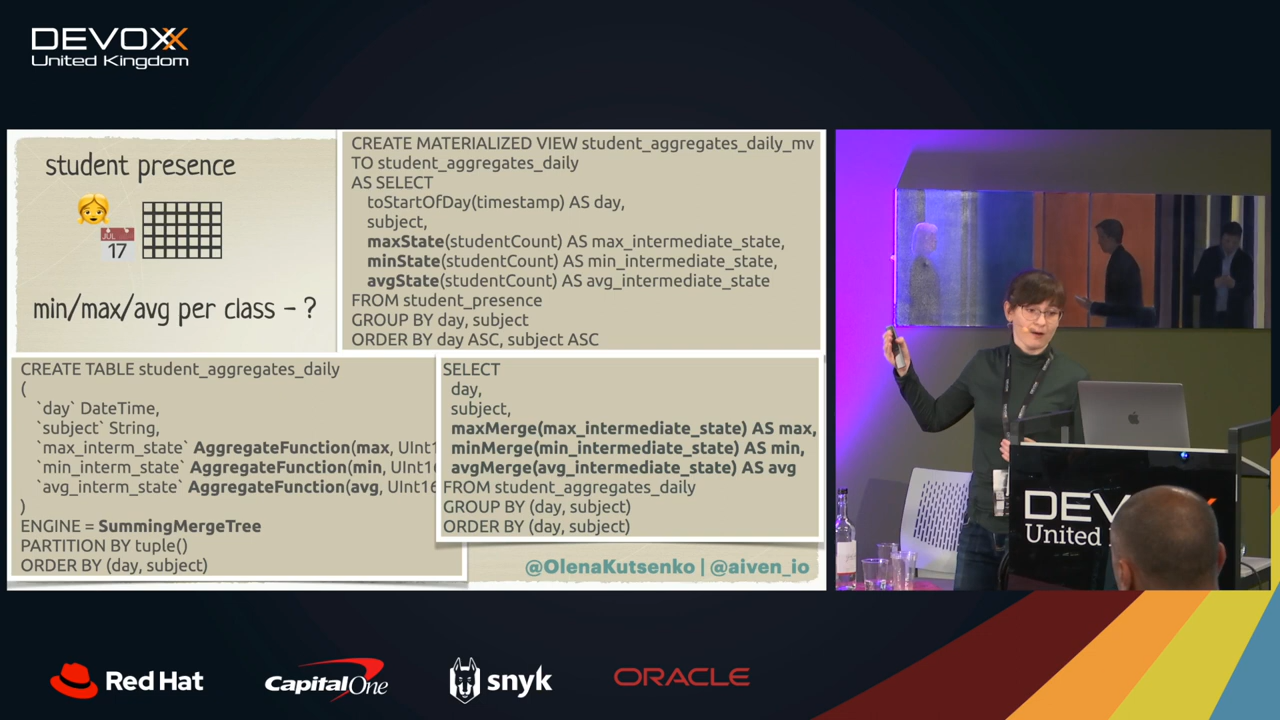 DEVOXX
United Kingdom
student presence
JUL
17
min/max/avg per class – ?
CREATE MATERIALIZED VIEW student_aggregates_daily_mv
TO student_aggregates_daily
AS SELECT
toStartOfDay(timestamp) AS day,
subject,
maxState(studentCount) AS max_intermediate_state,
minState(studentCount) AS min_intermediate_state,
avgState(studentCount) AS avg_intermediate_state
FROM student_presence
GROUP BY day, subject
ORDER BY day ASC, subject ASC
CREATE TABLE student_aggregates_daily
(
`day` DateTime,
`subject` String,
`max_interm_state` AggregateFunction(max, UInt1
`min_interm_state` AggregateFunction(min, UInt16
`avg_interm_state` AggregateFunction(avg, UInt16
)
ENGINE = SummingMergeTree
PARTITION BY tuple()
ORDER BY (day, subject)
SELECT
day,
subject,
maxMerge(max_intermediate_state) AS max,
minMerge(min_intermediate_state) AS min,
avgMerge(avg_intermediate_state) AS avg
FROM student_aggregates_daily
GROUP BY (day, subject)
ORDER BY (day, subject)
@OlenaKutsenko | @aiven_io
DEV X
United
Red Hat
CapitalOne
snyk
ORACLE